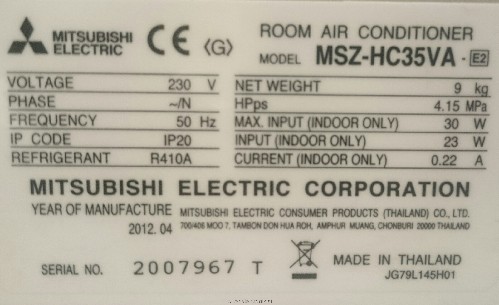 MITSUBISHI ELECTRIC CE ⟨G⟩ ROOM AIR CONDITIONER
MODEL MSZ-HC35VA - E2
VOLTAGE 230 V
PHASE ~/N
FREQUENCY 50 Hz
IP CODE IP20
REFRIGERANT R410A
NET WEIGHT 9 kg
HPps 4.15 MPa
MAX. INPUT (INDOOR ONLY) 30 W
INPUT (INDOOR ONLY) 23 W
CURRENT (INDOOR ONLY) 0.22 A
MITSUBISHI ELECTRIC CORPORATION
YEAR OF MANUFACTURE MITSUBISHI ELECTRIC CONSUMER PRODUCTS (THAILAND) CO., LTD.
2012. 04 700/406 MOO 7, TAMBON DON HUA ROH, AMPHUR MUANG, CHONBURI 20000 THAILAND
SERIAL NO. 2007967 T MADE IN THAILAND
JG79L145H01